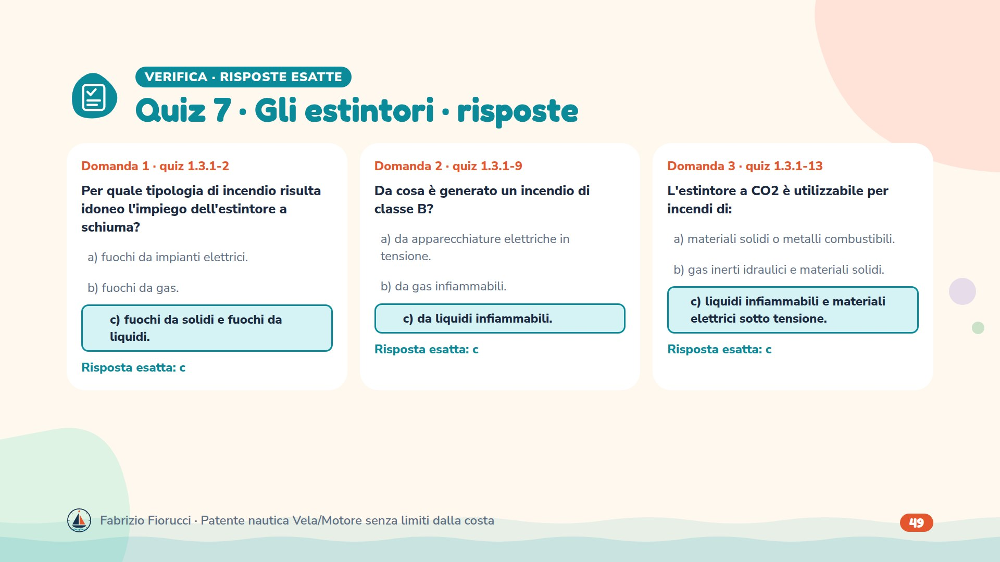 VERIFICA · RISPOSTE ESATTE
Quiz 7 · Gli estintori · risposte
Domanda 1 · quiz 1.3.1-2
Per quale tipologia di incendio risulta
idoneo l'impiego dell'estintore a
schiuma?
a) fuochi da impianti elettrici.
b) fuochi da gas.
c) fuochi da solidi e fuochi da
liquidi.
Risposta esatta: c
Domanda 2 · quiz 1.3.1-9
Da cosa è generato un incendio di
classe B?
a) da apparecchiature elettriche in
tensione.
b) da gas infiammabili.
c) da liquidi infiammabili.
Risposta esatta: c
Domanda 3 · quiz 1.3.1-13
L'estintore a CO2 è utilizzabile per
incendi di:
a) materiali solidi o metalli combustibili.
b) gas inerti idraulici e materiali solidi.
c) liquidi infiammabili e materiali
elettrici sotto tensione.
Risposta esatta: c
Fabrizio Fiorucci · Patente nautica Vela/Motore senza limiti dalla costa
49